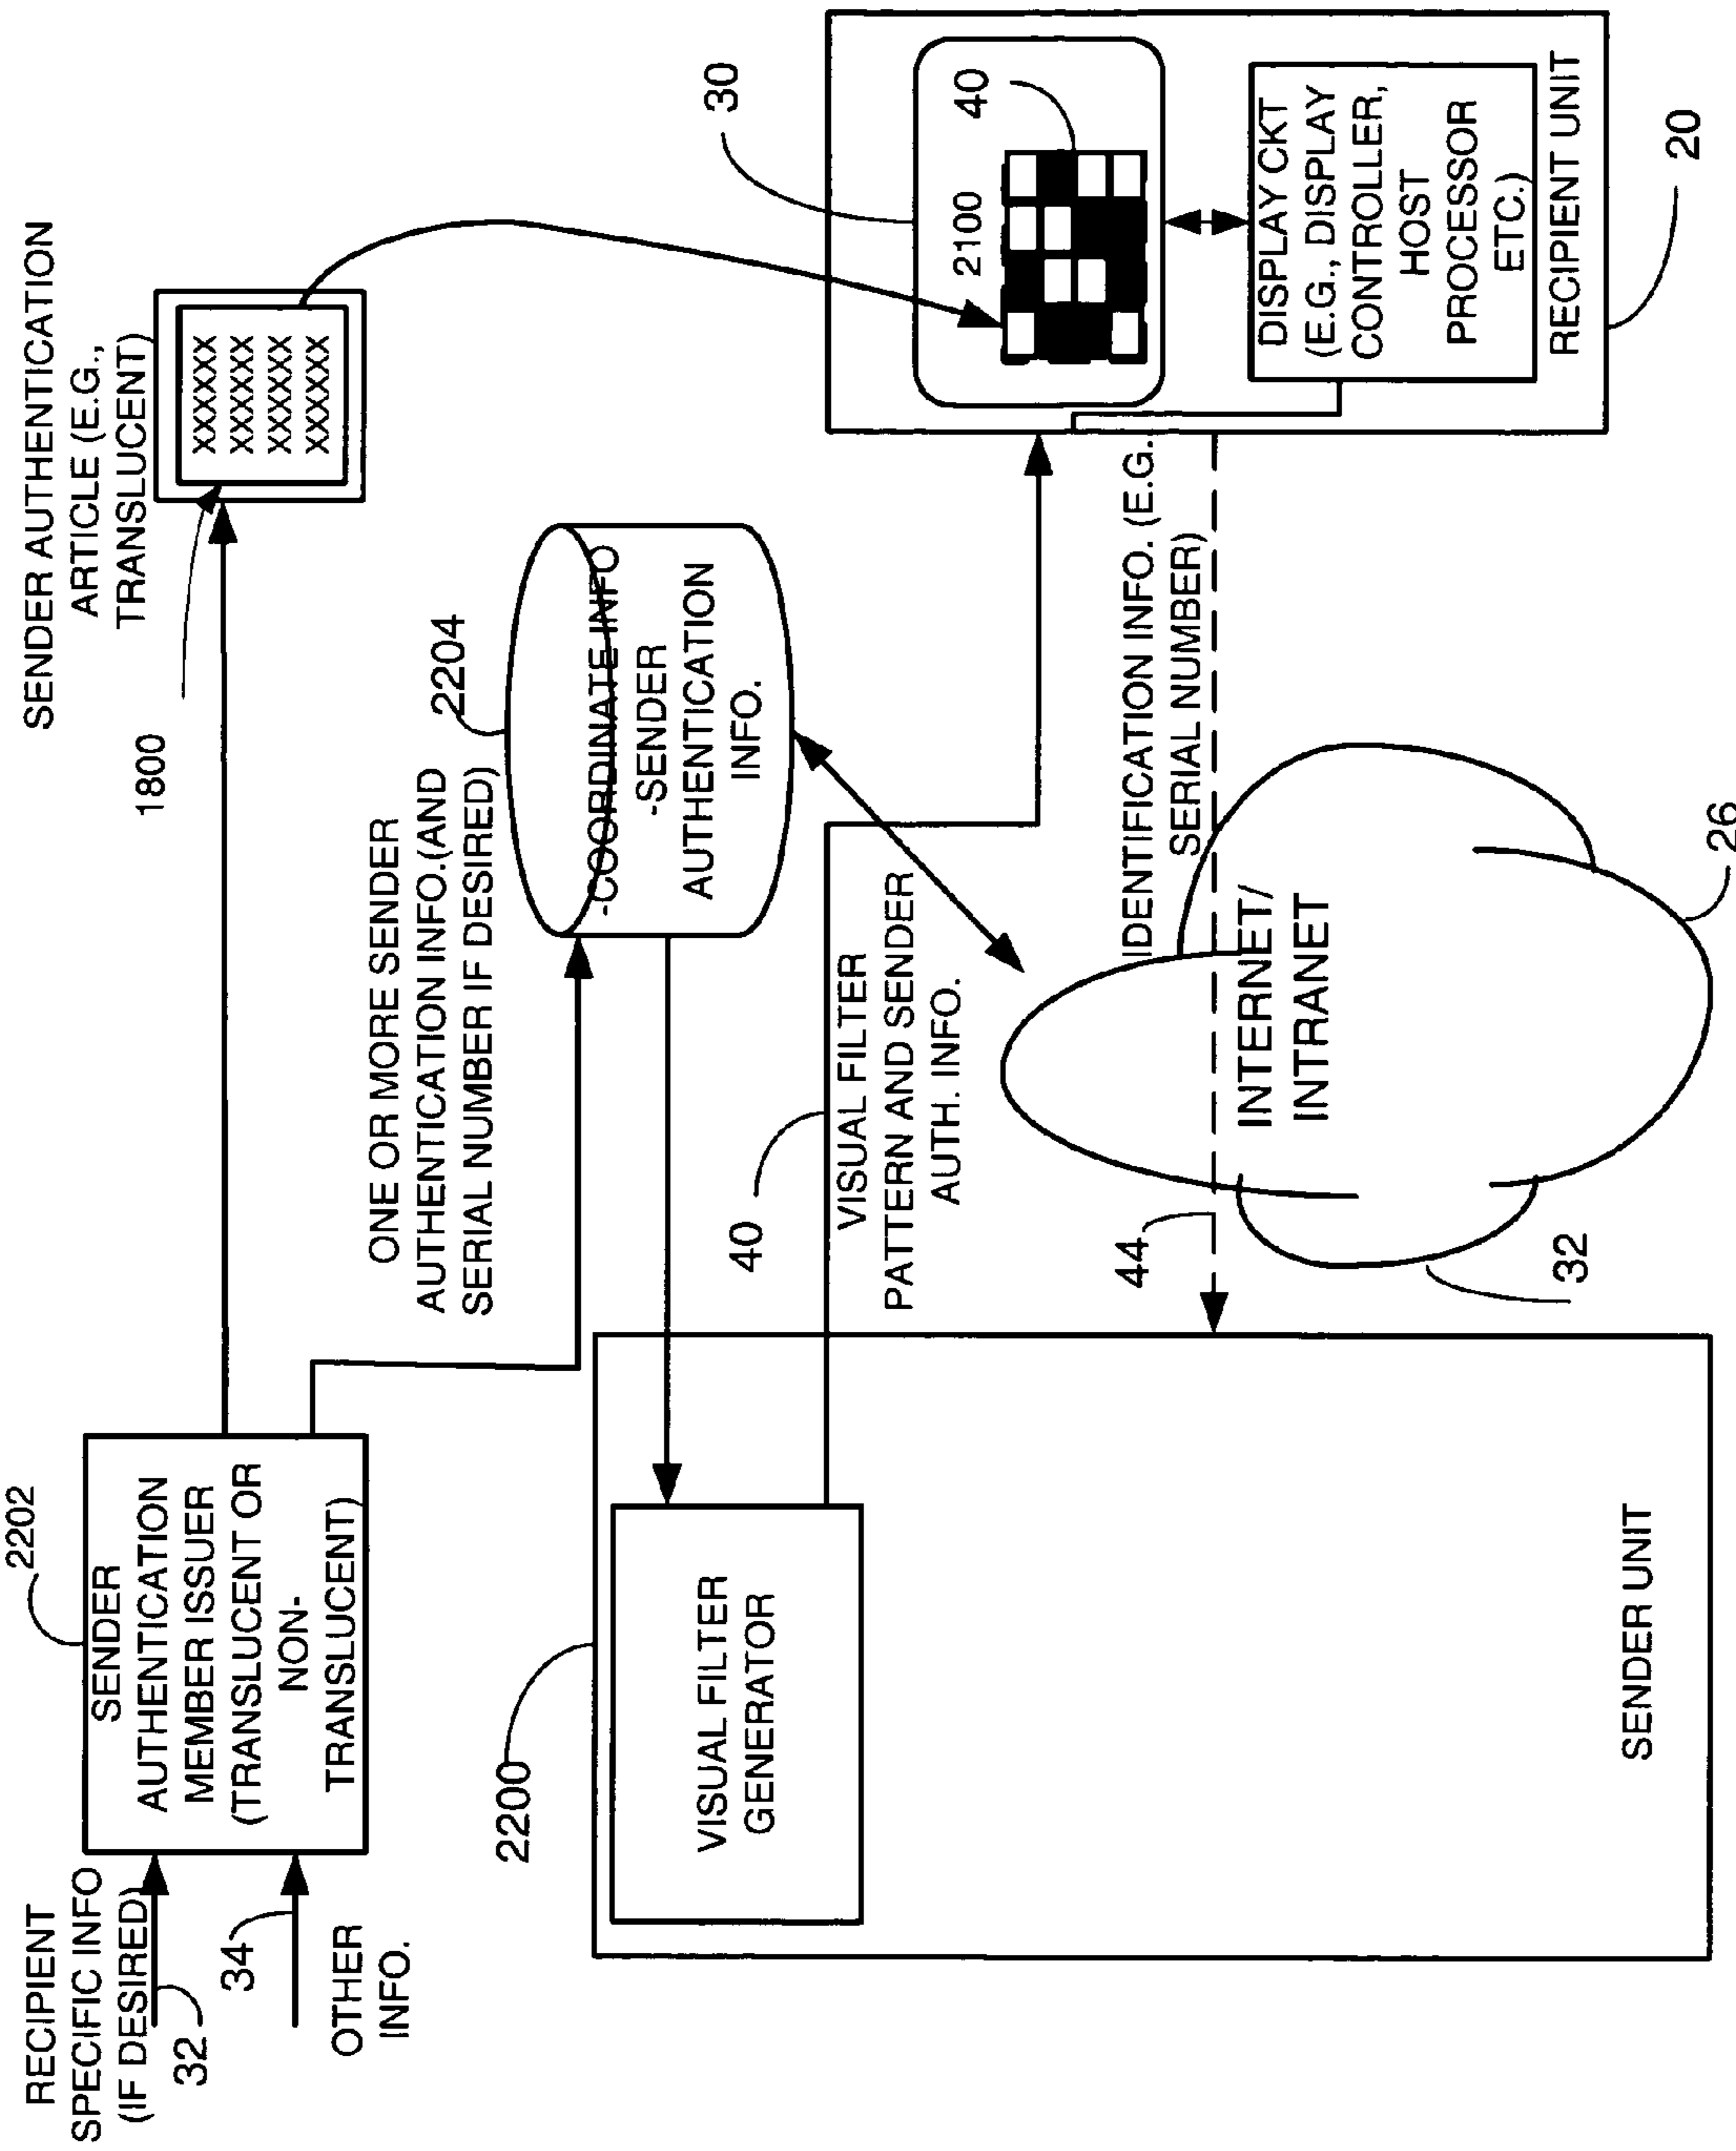 RECIPIENT
SPECIFIC INFO
(IF DESIRED)
32
34
OTHER
INFO.
2202
SENDER
AUTHENTICATION
MEMBER ISSUER
(TRANSLUCENT OR
NON-
TRANSLUCENT)
SENDER AUTHENTICATION
ARTICLE (E.G.,
TRANSLUCENT)
1800
XXXXXX
XXXXXX
XXXXXX
XXXXXX
ONE OR MORE SENDER
AUTHENTICATION INFO.(AND
SERIAL NUMBER IF DESIRED)
2204
-COORDINATE INFO
-SENDER
AUTHENTICATION
INFO.
2200
VISUAL FILTER
GENERATOR
SENDER UNIT
40
VISUAL FILTER
PATTERN AND SENDER
AUTH. INFO.
44
IDENTIFICATION INFO. (E.G.
SERIAL NUMBER)
INTERNET/
INTRANET
32
26
30
2100
40
DISPLAY CKT
(E.G., DISPLAY
CONTROLLER,
HOST
PROCESSOR
ETC.)
RECIPIENT UNIT
20